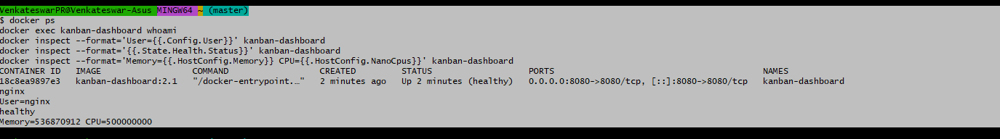 VenkateswarPR@Venkateswar-Asus MINGW64 ~ (master)
$ docker ps
docker exec kanban-dashboard whoami
docker inspect --format='User={{.Config.User}}' kanban-dashboard
docker inspect --format='{{.State.Health.Status}}' kanban-dashboard
docker inspect --format='Memory={{.HostConfig.Memory}} CPU={{.HostConfig.NanoCpus}}' kanban-dashboard
CONTAINER ID   IMAGE                  COMMAND                  CREATED         STATUS                   PORTS                                         NAMES
18c8ea9897e3   kanban-dashboard:2.1   "/docker-entrypoint.…"   2 minutes ago   Up 2 minutes (healthy)   0.0.0.0:8080->8080/tcp, [::]:8080->8080/tcp   kanban-dashboard
nginx
User=nginx
healthy
Memory=536870912 CPU=500000000